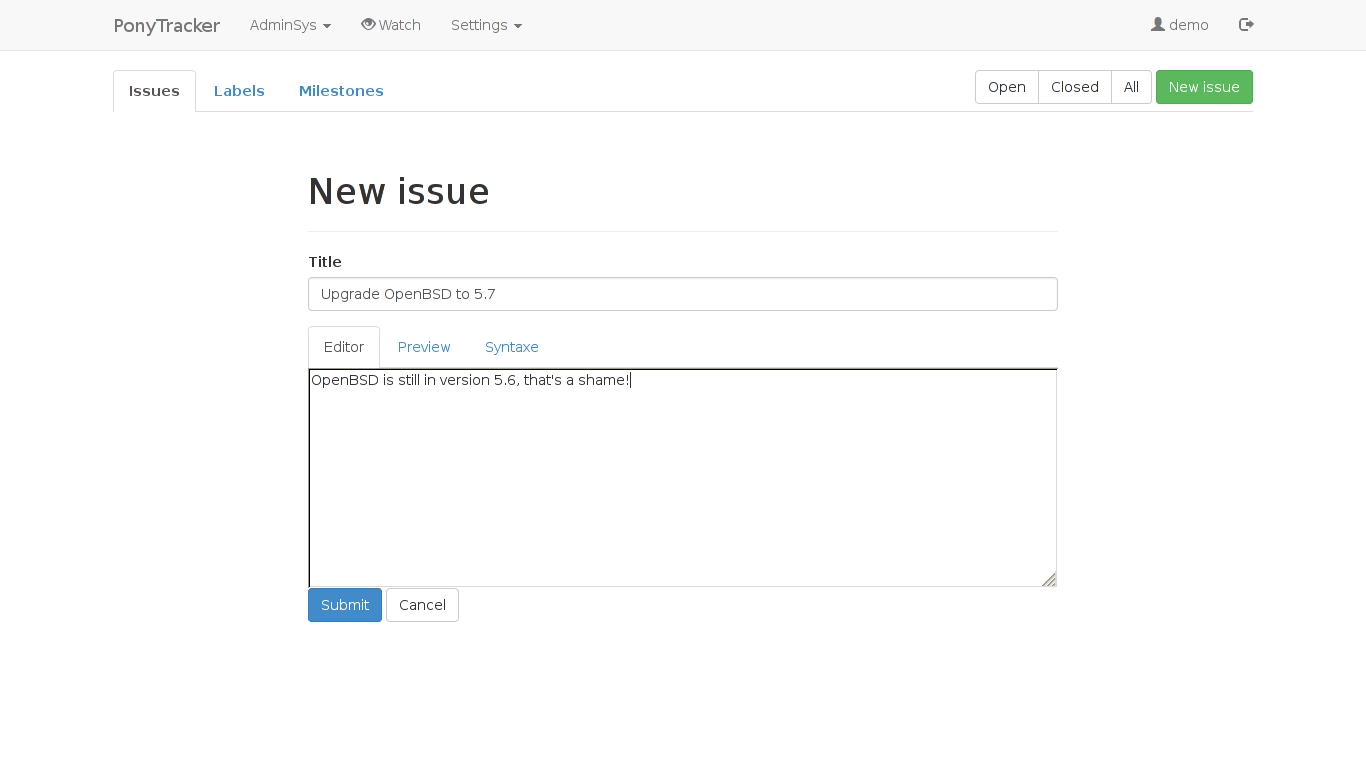 PonyTracker AdminSys Watch Settings demo
Issues Labels Milestones Open Closed All New issue
New issue
Title
Upgrade OpenBSD to 5.7
Editor Preview Syntaxe
OpenBSD is still in version 5.6, that's a shame!
Submit Cancel